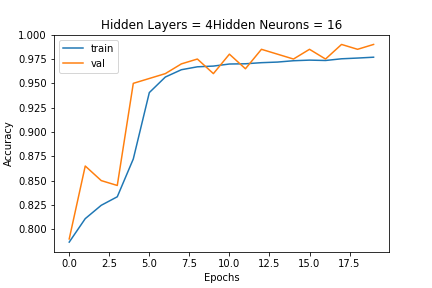 Hidden Layers = 4Hidden Neurons = 16
1.000
0.975
0.950
0.925
0.900
0.875
0.850
0.825
0.800
Accuracy
train
val
0.0 2.5 5.0 7.5 10.0 12.5 15.0 17.5
Epochs